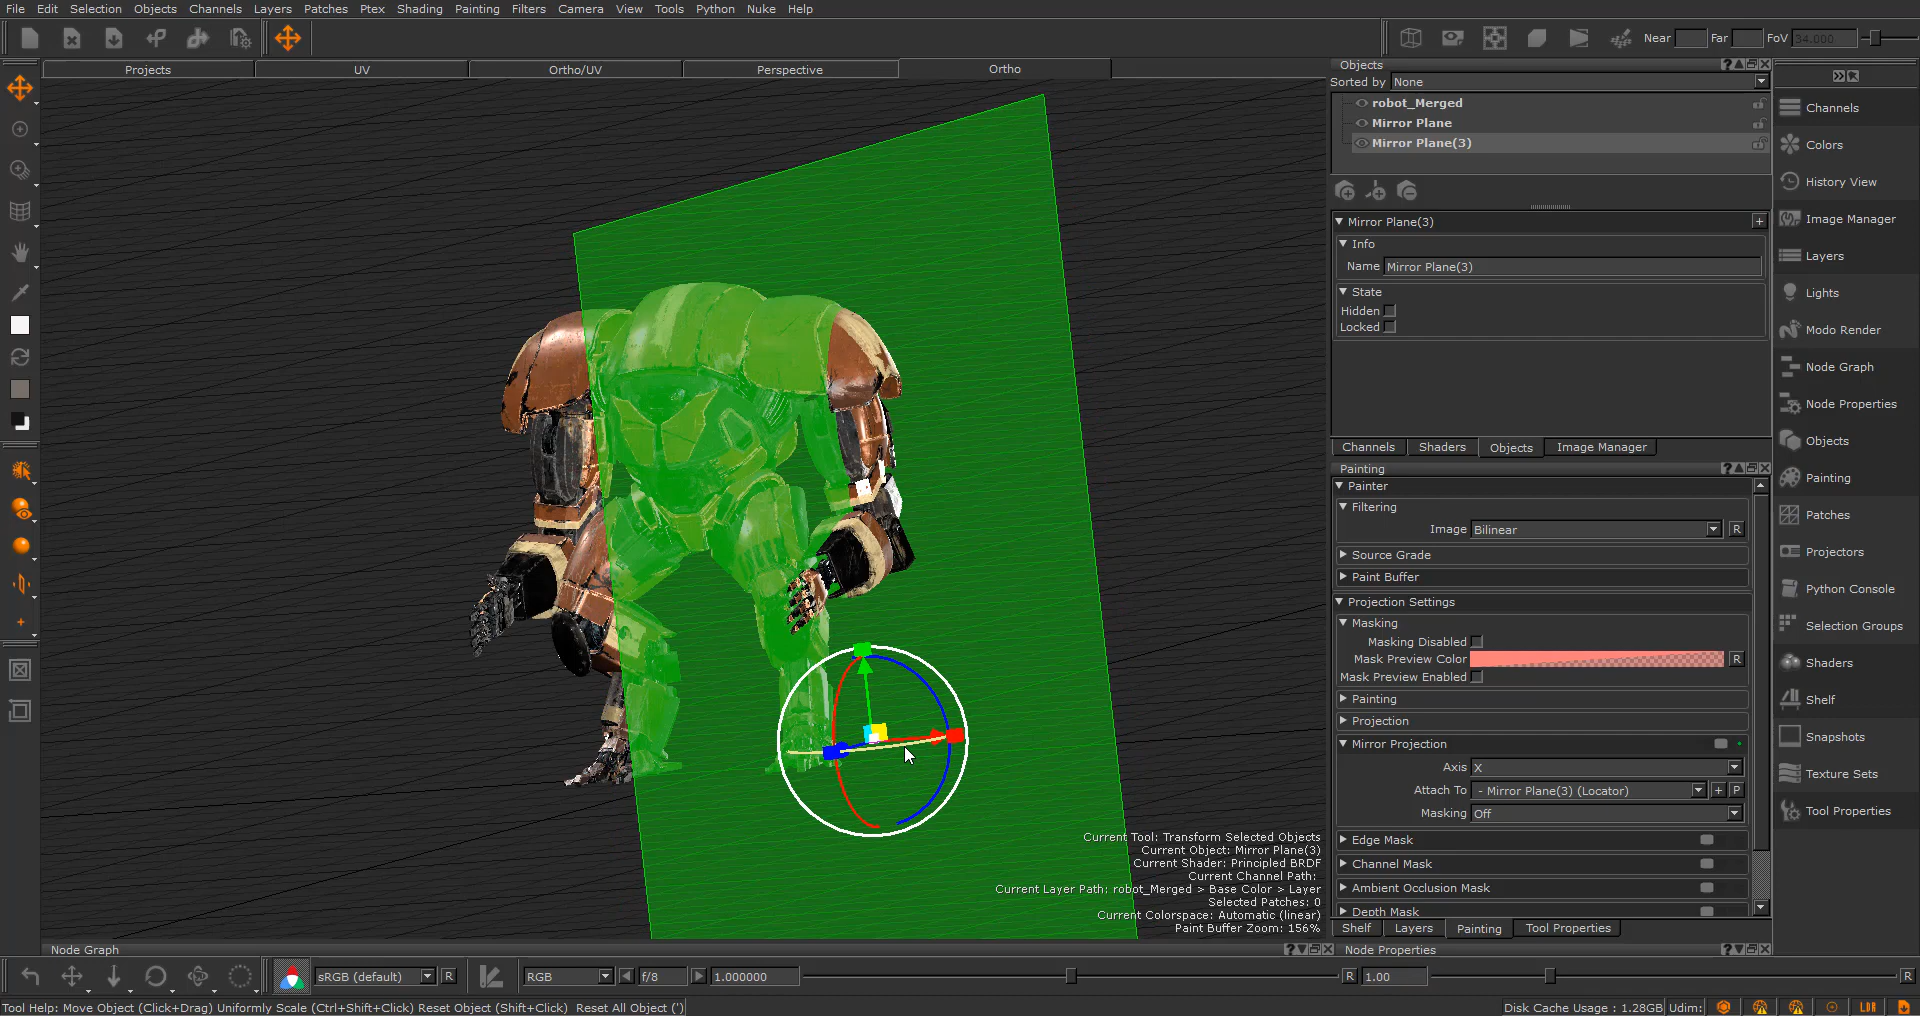 File Edit Selection Objects Channels Layers Patches Ptex Shading Painting Filters Camera View Tools Python Nuke Help
Near Far FoV 34.000
Projects UV Ortho/UV Perspective Ortho
Objects
Sorted by None
robot_Merged
Mirror Plane
Mirror Plane(3)
Mirror Plane(3)
Info
Name Mirror Plane(3)
State
Hidden
Locked
Channels Shaders Objects Image Manager
Painting
Painter
Filtering
Image Bilinear R
Source Grade
Paint Buffer
Projection Settings
Masking
Masking Disabled
Mask Preview Color R
Mask Preview Enabled
Painting
Projection
Mirror Projection
Axis X
Attach To - Mirror Plane(3) (Locator) + P
Masking Off
Edge Mask
Channel Mask
Ambient Occlusion Mask
Depth Mask
Shelf Layers Painting Tool Properties
Channels
Colors
History View
Image Manager
Layers
Lights
Modo Render
Node Graph
Node Properties
Objects
Painting
Patches
Projectors
Python Console
Selection Groups
Shaders
Shelf
Snapshots
Texture Sets
Tool Properties
Current Tool: Transform Selected Objects
Current Object: Mirror Plane(3)
Current Shader: Principled BRDF
Current Channel Path:
Current Layer Path: robot_Merged > Base Color > Layer
Selected Patches: 0
Current Colorspace: Automatic (linear)
Paint Buffer Zoom: 156%
Node Graph
Node Properties
sRGB (default) R RGB f/8 1.000000 R 1.00 R
Tool Help: Move Object (Click+Drag) Uniformly Scale (Ctrl+Shift+Click) Reset Object (Shift+Click) Reset All Object (')
Disk Cache Usage : 1.28GB Udim: LDR